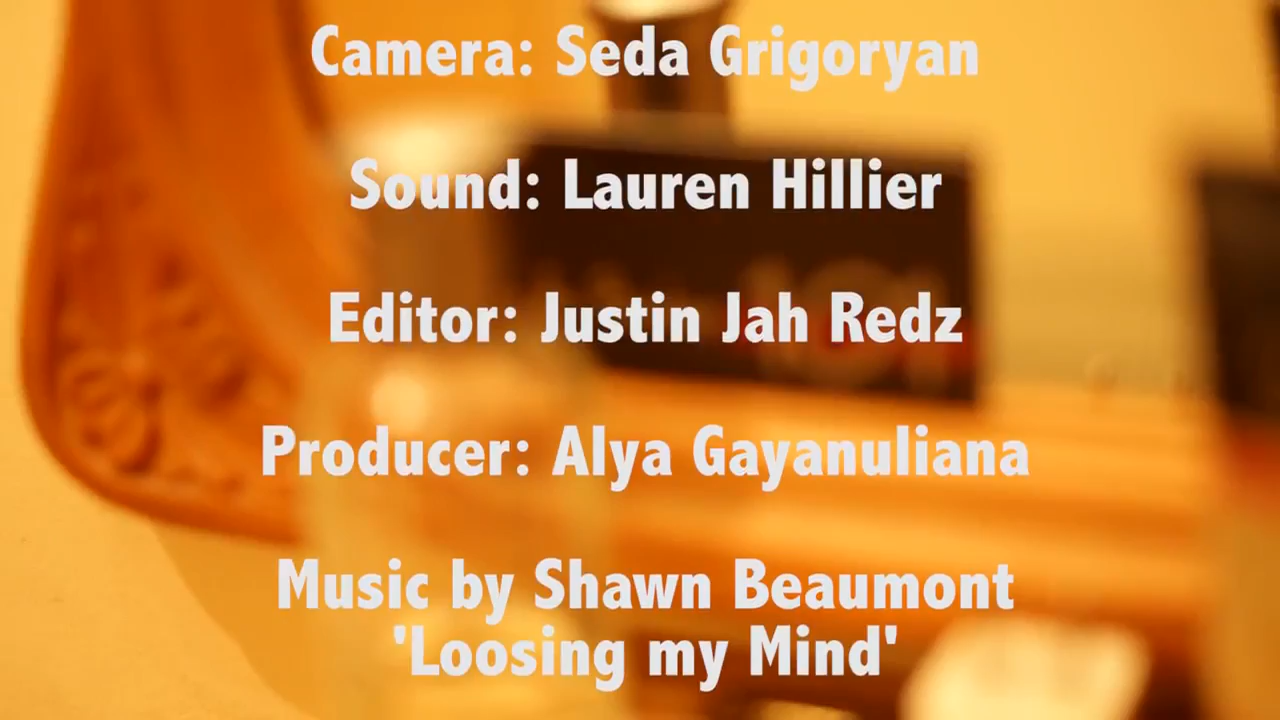 Camera: Seda Grigoryan
Sound: Lauren Hillier
Editor: Justin Jah Redz
Producer: Alya Gayanuliana
Music by Shawn Beaumont
'Loosing my Mind'